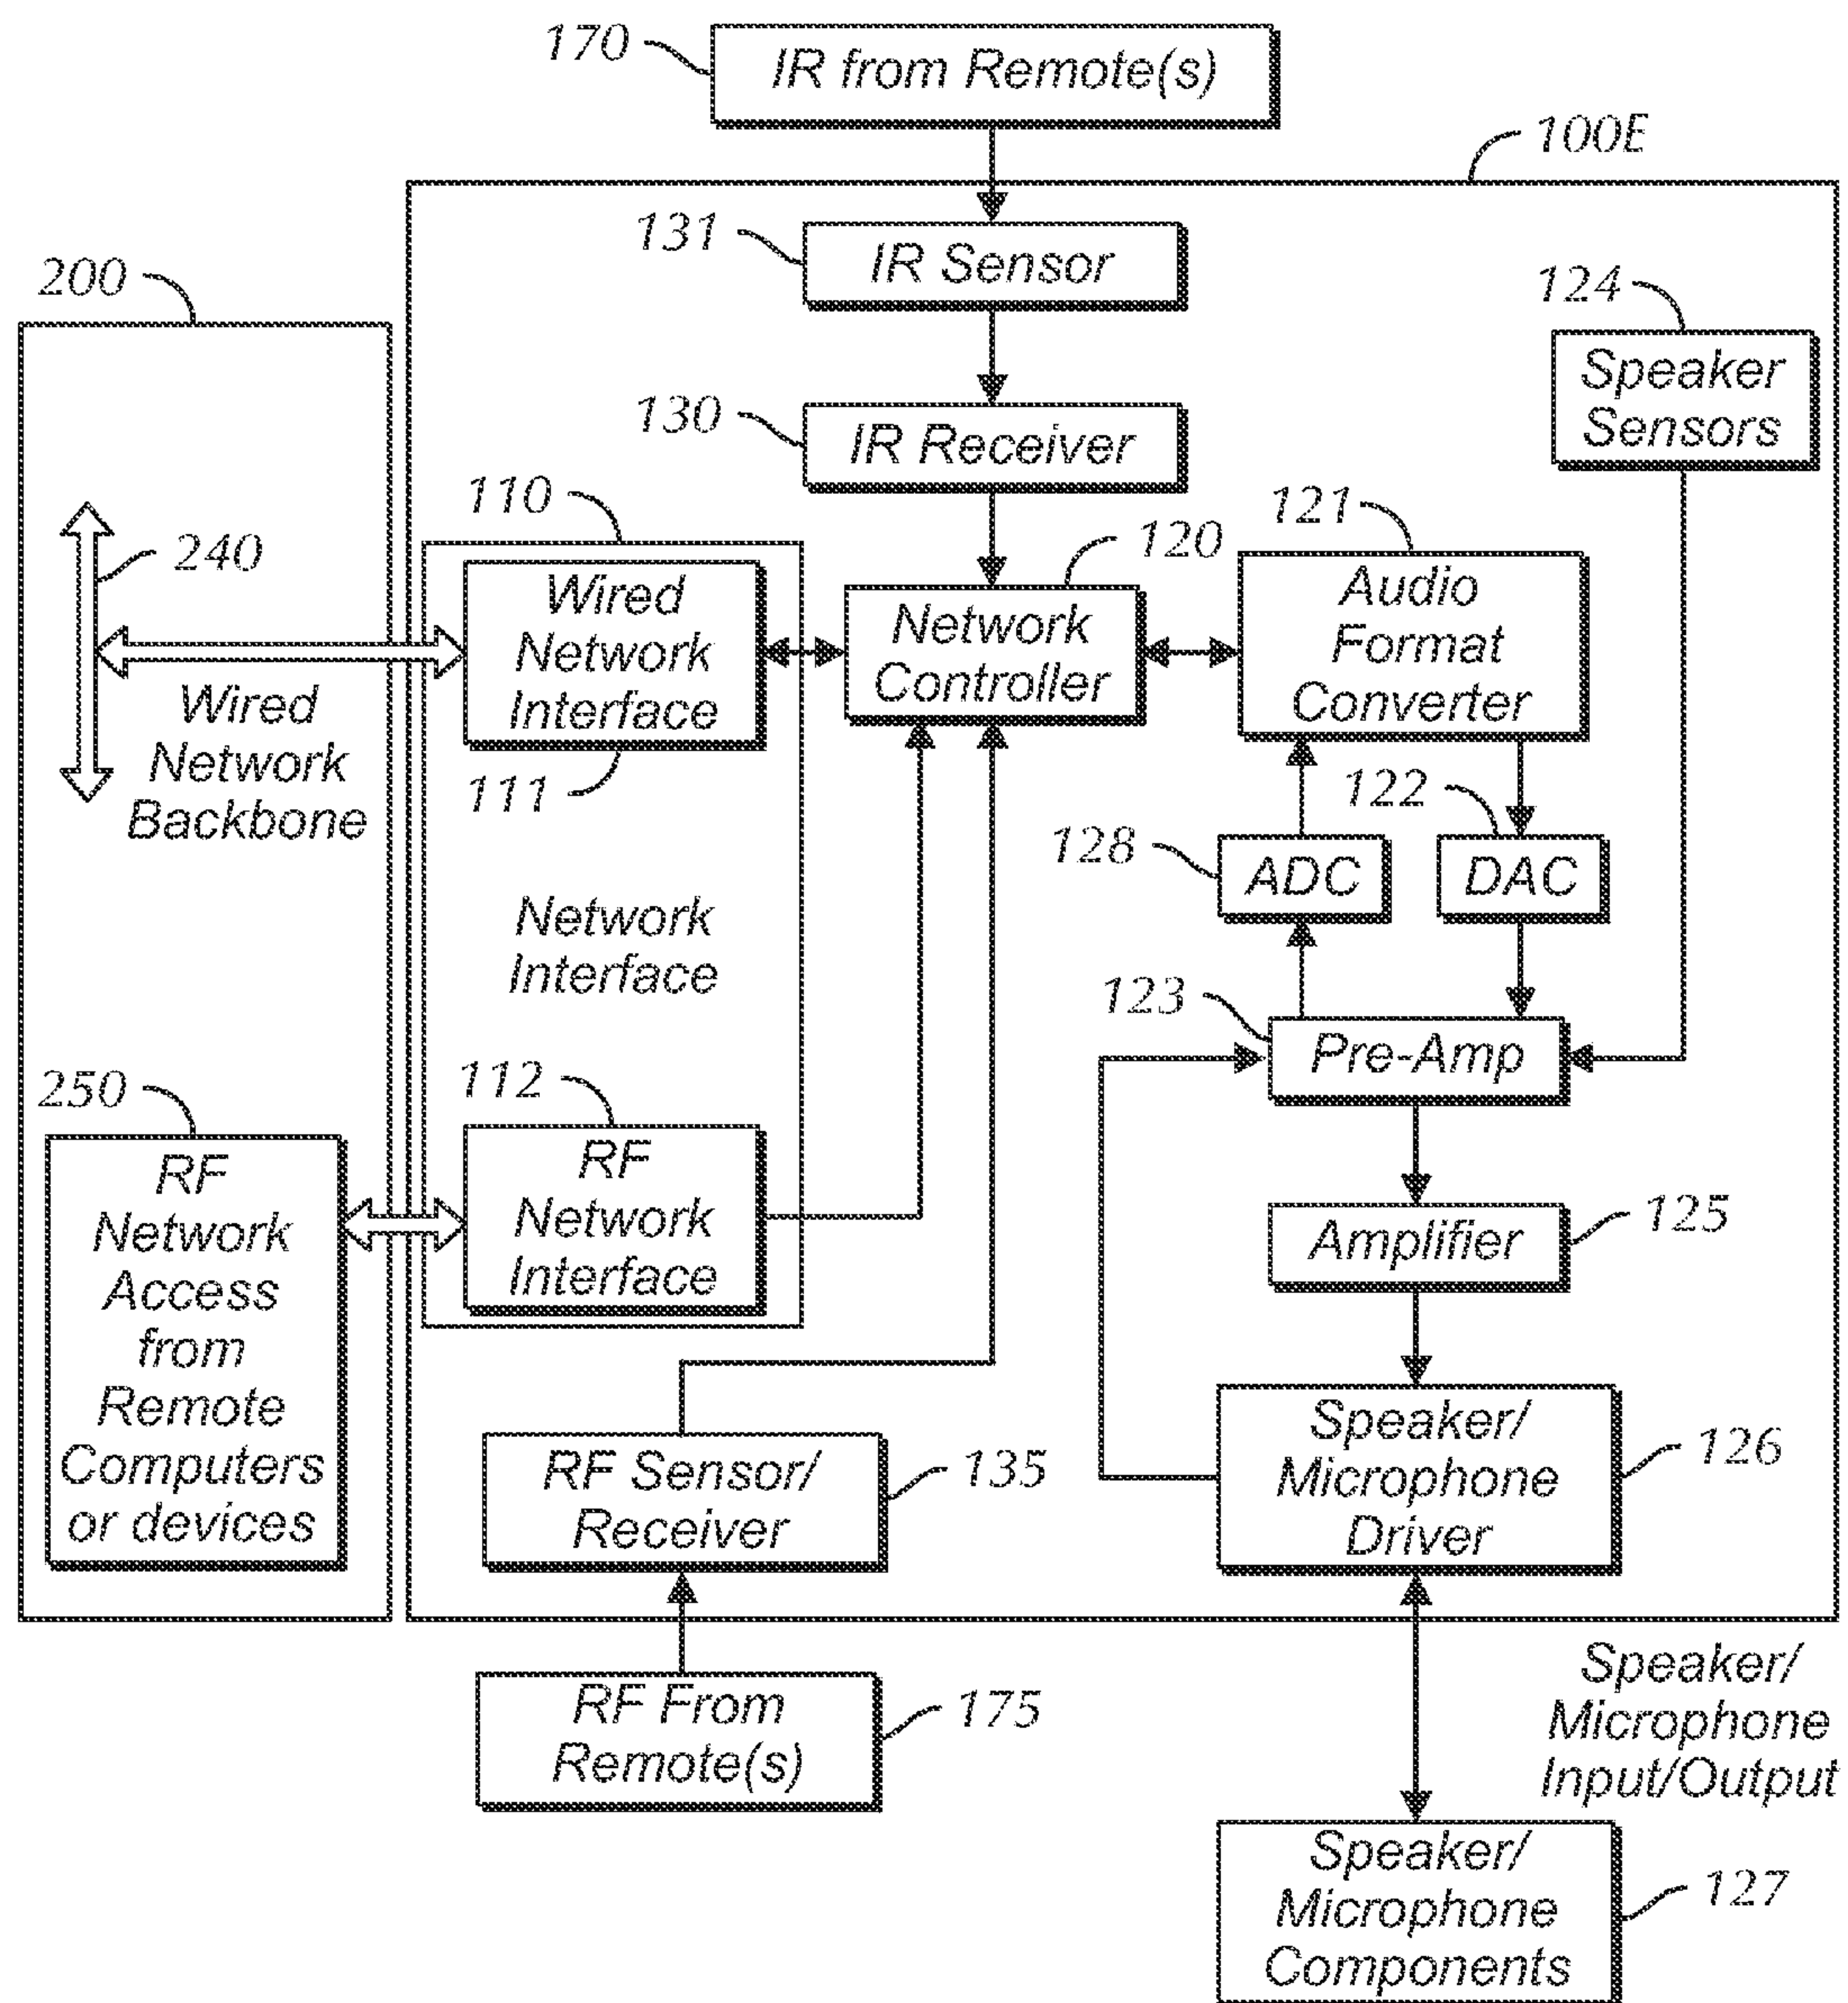 170
IR from Remote(s)
100E
131
IR Sensor
200
124
Speaker
Sensors
130
IR Receiver
110
121
240
120
Wired
Network
Interface
Network
Controller
Audio
Format
Converter
Wired
Network
Backbone
111
122
128
ADC
DAC
Network
Interface
123
Pre-Amp
250
112
RF
Network
Access
from
Remote
Computers
or devices
RF
Network
Interface
Amplifier
125
RF Sensor/
Receiver
135
Speaker/
Microphone
Driver
126
RF From
Remote(s)
175
Speaker/
Microphone
Input/Output
Speaker/
Microphone
Components
127